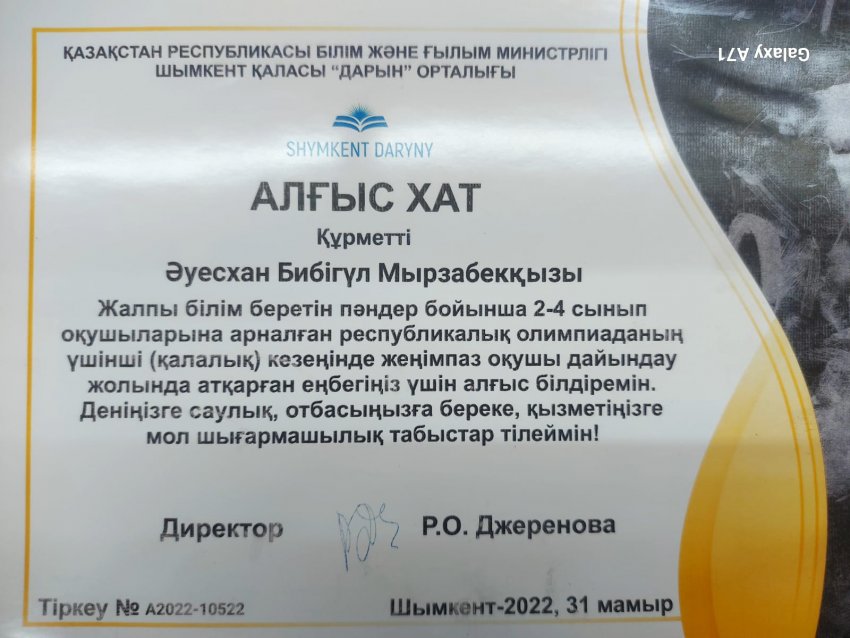 ҚАЗАҚСТАН РЕСПУБЛИКАСЫ БІЛІМ ЖӘНЕ ҒЫЛЫМ МИНИСТРЛІГІ
ШЫМКЕНТ ҚАЛАСЫ “ДАРЫН” ОРТАЛЫҒЫ
Galaxy A71
SHYMKENT DARYNY
АЛҒЫС ХАТ
Құрметті
Әуесхан Бибігүл Мырзабекқызы
Жалпы білім беретін пәндер бойынша 2-4 сынып
оқушыларына арналған республикалық олимпиаданың
үшінші (қалалық) кезеңінде жеңімпаз оқушы дайындау
жолында атқарған еңбегіңіз үшін алғыс білдіремін.
Деніңізге саулық, отбасыңызға береке, қызметіңізге
мол шығармашылық табыстар тілеймін!
Директор Р.О. Джеренова
Тіркеу № А2022-10522 Шымкент-2022, 31 мамыр